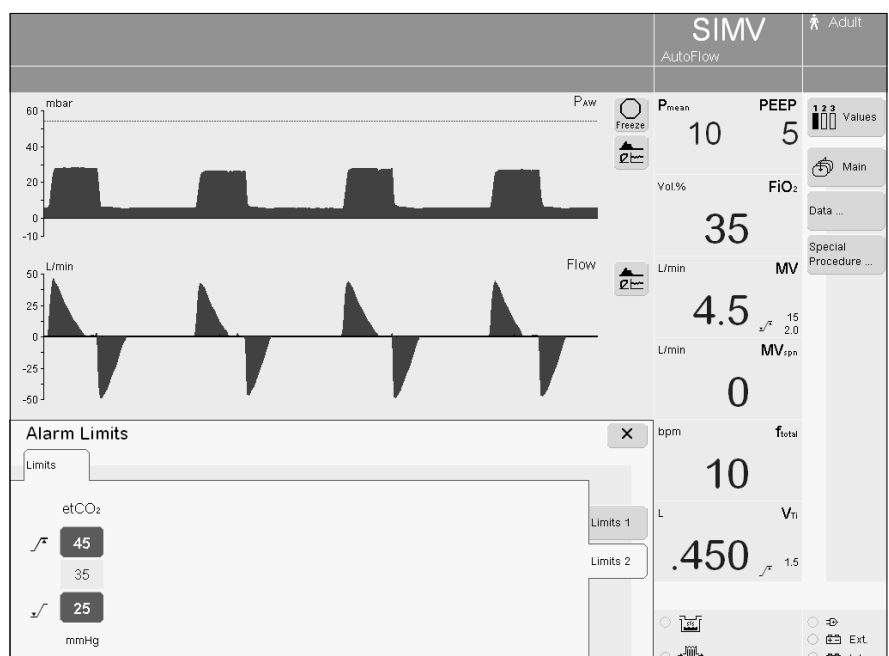 SIMV
AutoFlow
Adult
mbar
PAW
60
40
20
0
-10
Freeze
L/min
Flow
50
25
0
-25
-50
Pmean PEEP
10 5
Vol.% FiO2
35
L/min MV
4.5 15
2.0
L/min MVspn
0
bpm ftotal
10
L VTi
.450 1.5
1 2 3
Values
Main
Data ...
Special
Procedure ...
Alarm Limits
Limits
etCO2
45
35
25
mmHg
Limits 1
Limits 2
Ext.